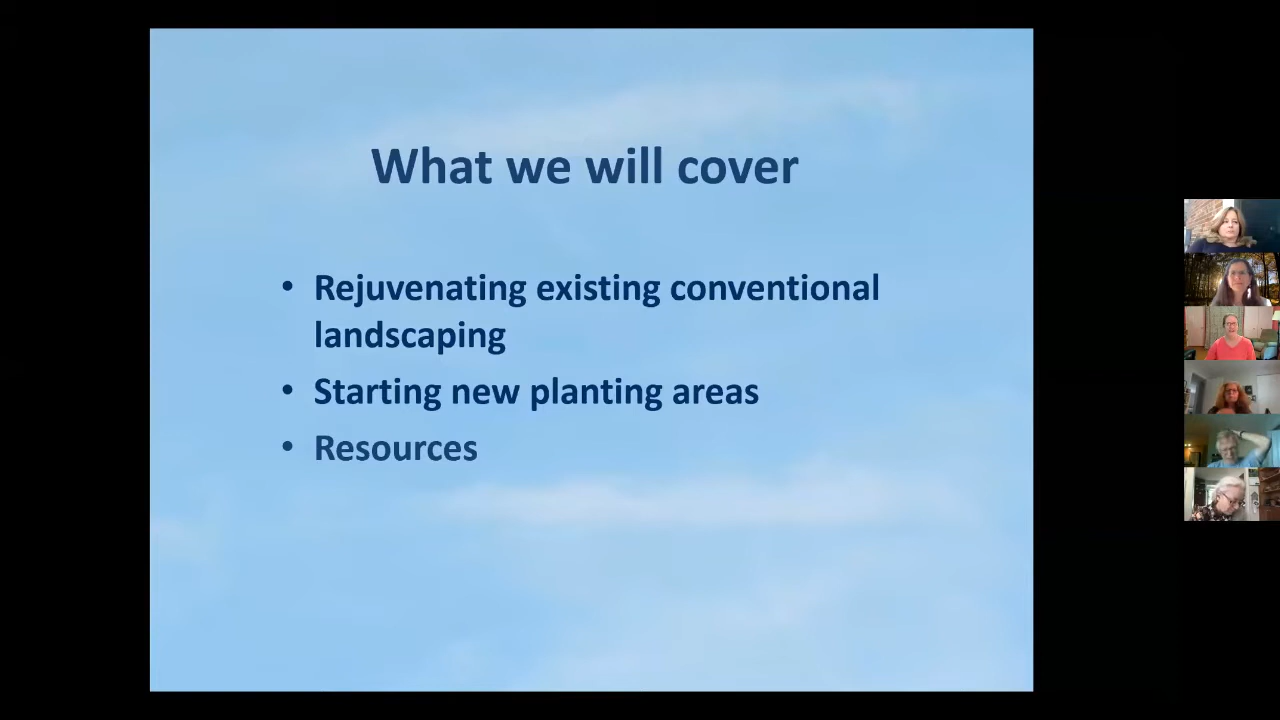 What we will cover
• Rejuvenating existing conventional
landscaping
• Starting new planting areas
• Resources